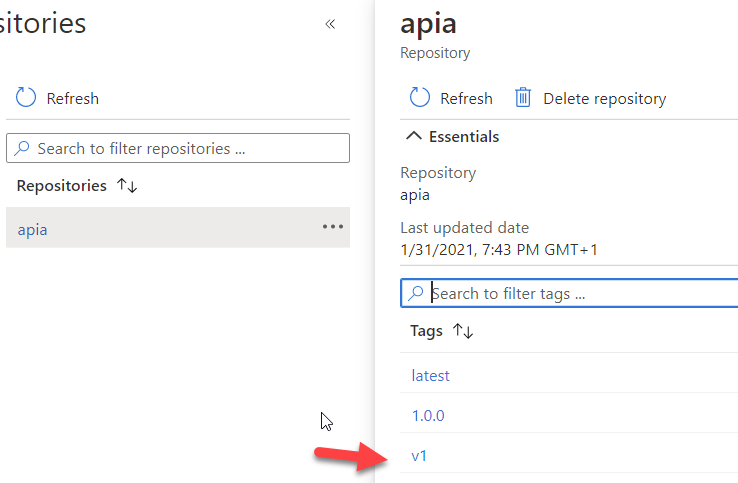 sitories
Refresh
Search to filter repositories ...
Repositories
apia
apia
Repository
Refresh Delete repository
Essentials
Repository
apia
Last updated date
1/31/2021, 7:43 PM GMT+1
Search to filter tags ...
Tags
latest
1.0.0
v1